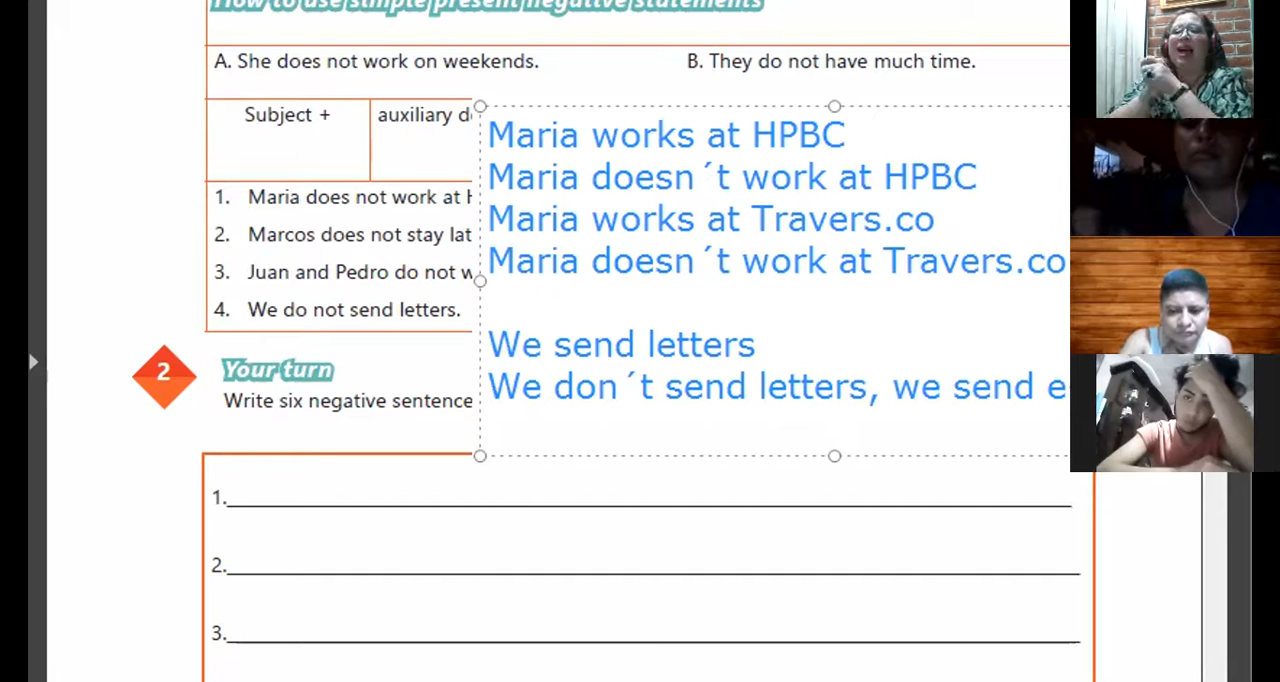 How to use simple present negative statements
A. She does not work on weekends.
B. They do not have much time.
Subject +
auxiliary
1. Maria does not work at
2. Marcos does not stay
3. Juan and Pedro do not
4. We do not send letters.
Maria works at HPBC
Maria doesn´t work at HPBC
Maria works at Travers.co
Maria doesn´t work at Travers.co
We send letters
We don´t send letters, we send
2
Your turn
Write six negative
1.
2.
3.